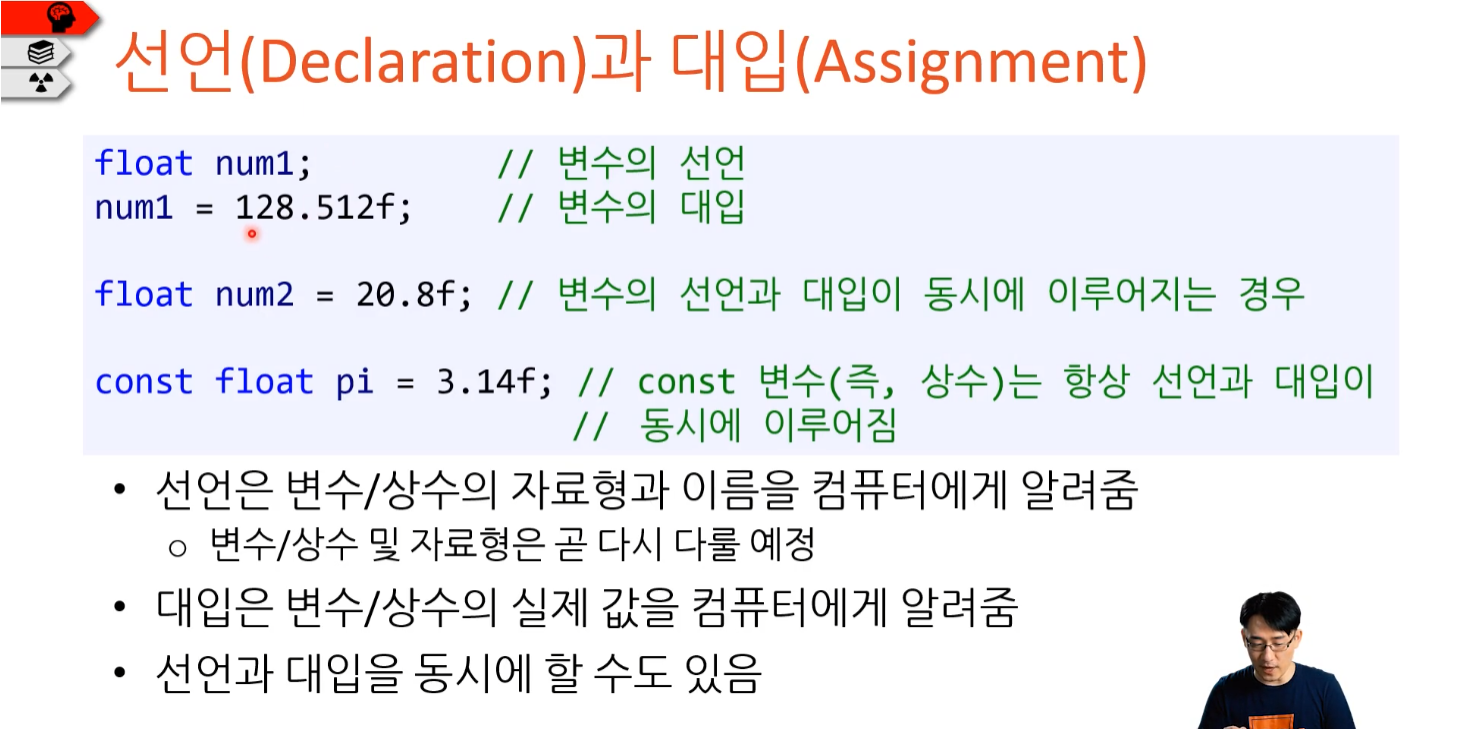 선언(Declaration)과 대입(Assignment)
float num1; // 변수의 선언
num1 = 128.512f; // 변수의 대입
float num2 = 20.8f; // 변수의 선언과 대입이 동시에 이루어지는 경우
const float pi = 3.14f; // const 변수(즉, 상수)는 항상 선언과 대입이
// 동시에 이루어짐
• 선언은 변수/상수의 자료형과 이름을 컴퓨터에게 알려줌
○ 변수/상수 및 자료형은 곧 다시 다룰 예정
• 대입은 변수/상수의 실제 값을 컴퓨터에게 알려줌
• 선언과 대입을 동시에 할 수도 있음